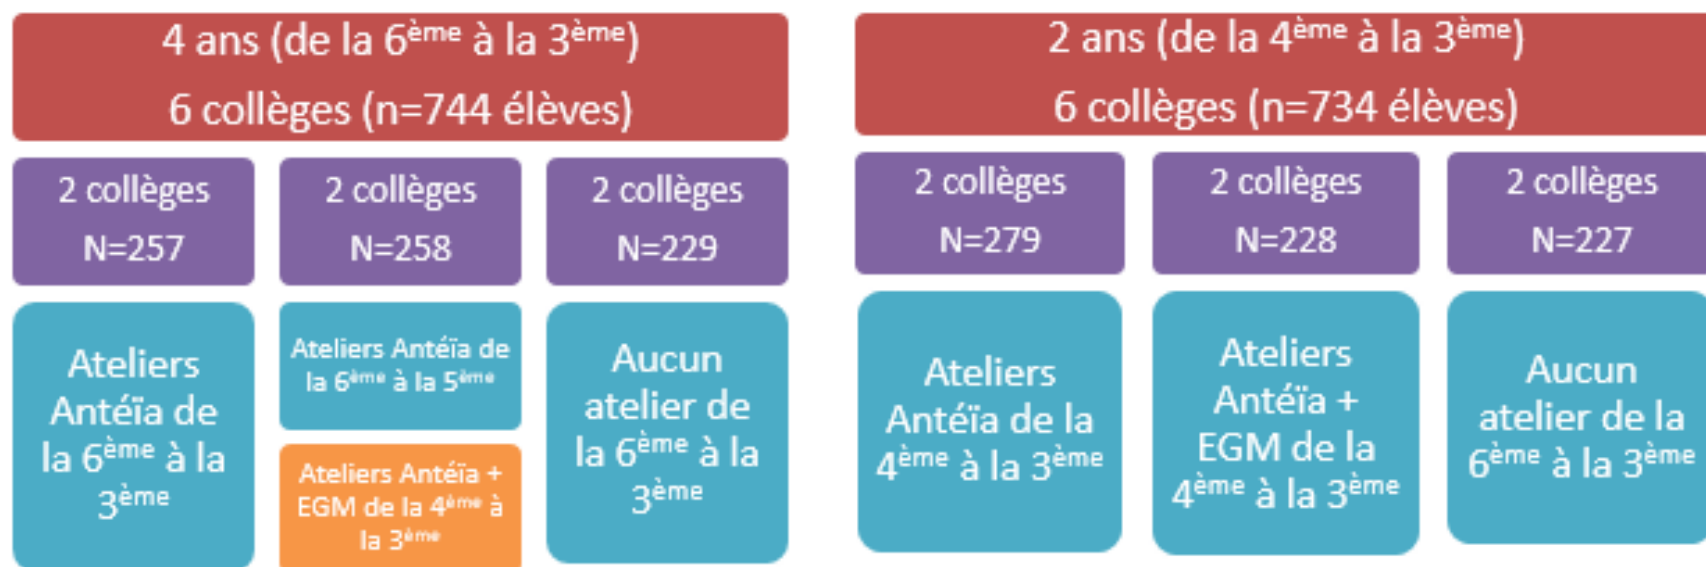 4 ans (de la 6ème à la 3ème)
6 collèges (n=744 élèves)
2 collèges
N=257
2 collèges
N=258
2 collèges
N=229
Ateliers
Antéïa de
la 6ème à la
3ème
Ateliers Antéïa de
la 6ème à la 5ème
Ateliers Antéïa +
EGM de la 4ème à
la 3ème
Aucun
atelier de
la 6ème à la
3ème
2 ans (de la 4ème à la 3ème)
6 collèges (n=734 élèves)
2 collèges
N=279
2 collèges
N=228
2 collèges
N=227
Ateliers
Antéïa de la
4ème à la 3ème
Ateliers
Antéïa +
EGM de la
4ème à la 3ème
Aucun
atelier de la
6ème à la 3ème